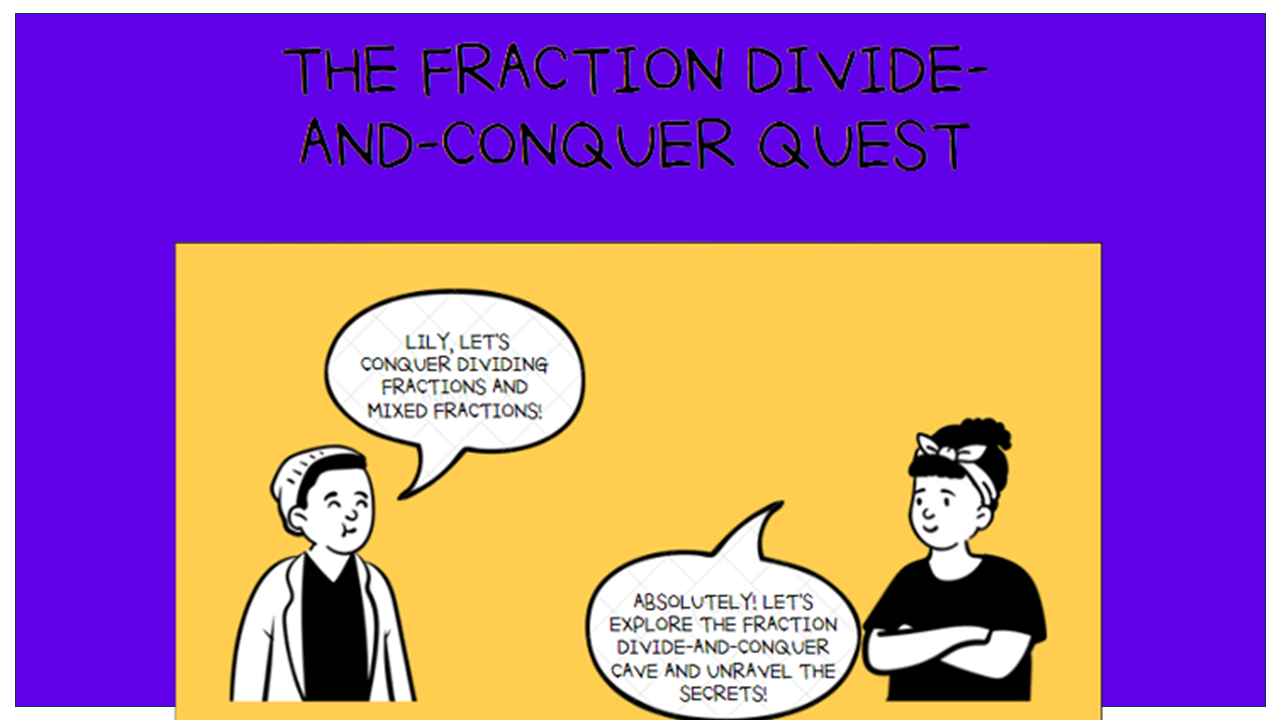 THE FRACTION DIVIDE-
AND-CONQUER QUEST
LILY, LET'S
CONQUER DIVIDING
FRACTIONS AND
MIXED FRACTIONS!
ABSOLUTELY! LET'S
EXPLORE THE FRACTION
DIVIDE-AND-CONQUER
CAVE AND UNRAVEL THE
SECRETS!